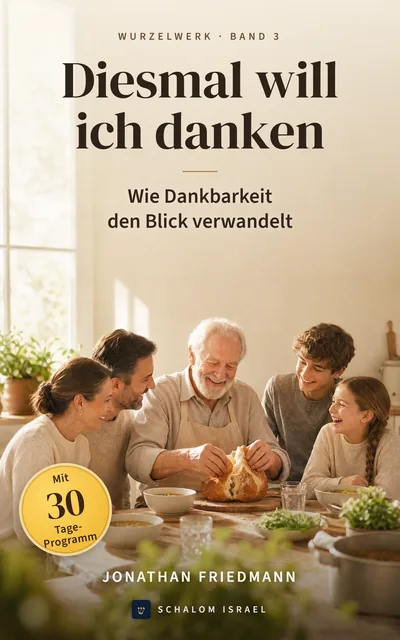 WURZELWERK · BAND 3
Diesmal will
ich danken
Wie Dankbarkeit
den Blick verwandelt
Mit
30
Tage-
Programm
JONATHAN FRIEDMANN
ש SCHALOM ISRAEL